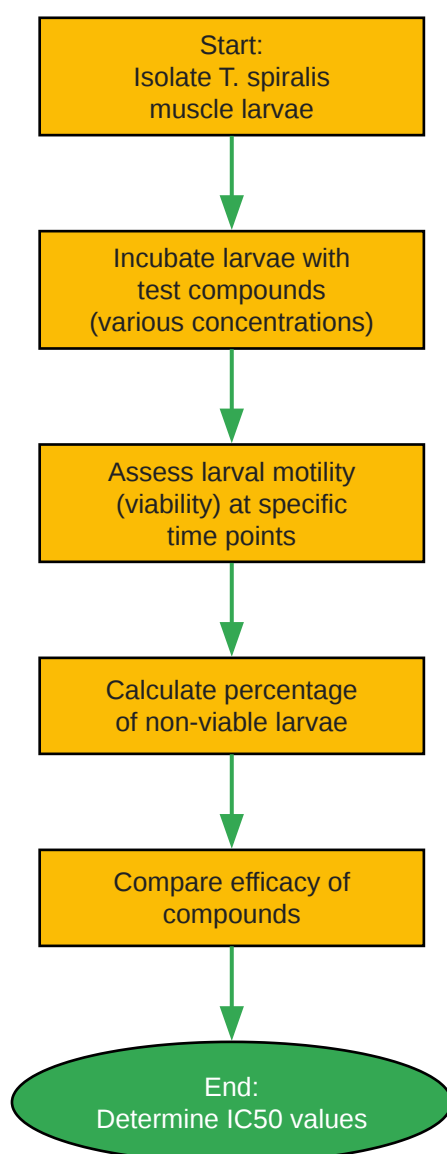 Start:
Isolate T. spiralis
muscle larvae
Incubate larvae with
test compounds
(various concentrations)
Assess larval motility
(viability) at specific
time points
Calculate percentage
of non-viable larvae
Compare efficacy of
compounds
End:
Determine IC50 values